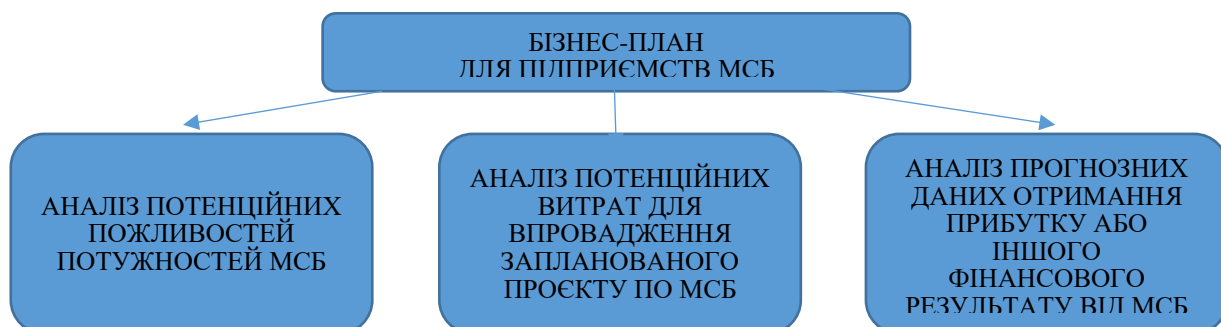 БІЗНЕС-ПЛАН
ДЛЯ ПІДПРИЄМСТВ МСБ
АНАЛІЗ ПОТЕНЦІЙНИХ
ПОЖЛИВОСТЕЙ
ПОТУЖНОСТЕЙ МСБ
АНАЛІЗ ПОТЕНЦІЙНИХ
ВИТРАТ ДЛЯ
ВПРОВАДЖЕННЯ
ЗАПЛАНОВАНОГО
ПРОЄКТУ ПО МСБ
АНАЛІЗ ПРОГНОЗНИХ
ДАНИХ ОТРИМАННЯ
ПРИБУТКУ АБО
ІНШОГО
ФІНАНСОВОГО
РЕЗУЛЬТАТУ ВІД МСБ